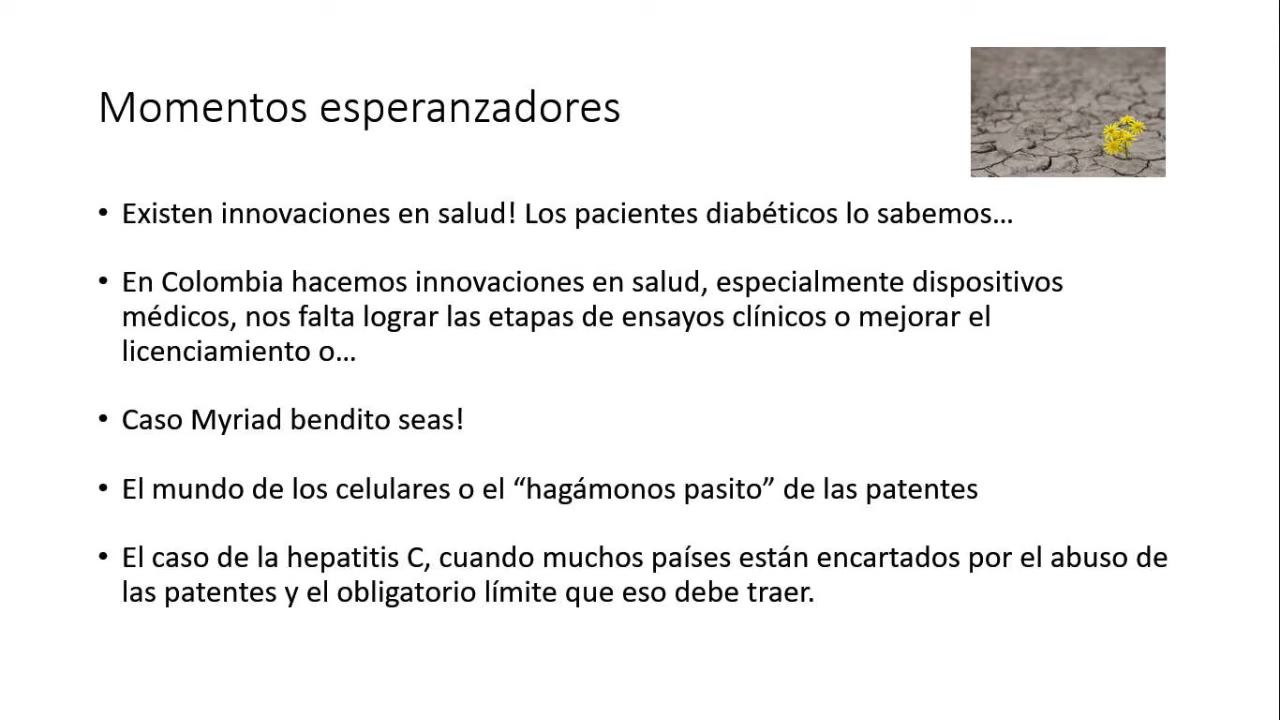 Momentos esperanzadores
• Existen innovaciones en salud! Los pacientes diabéticos lo sabemos...
• En Colombia hacemos innovaciones en salud, especialmente dispositivos
médicos, nos falta lograr las etapas de ensayos clínicos o mejorar el
licenciamiento o...
• Caso Myriad bendito seas!
• El mundo de los celulares o el “hagámonos pasito” de las patentes
• El caso de la hepatitis C, cuando muchos países están encartados por el abuso de
las patentes y el obligatorio límite que eso debe traer.